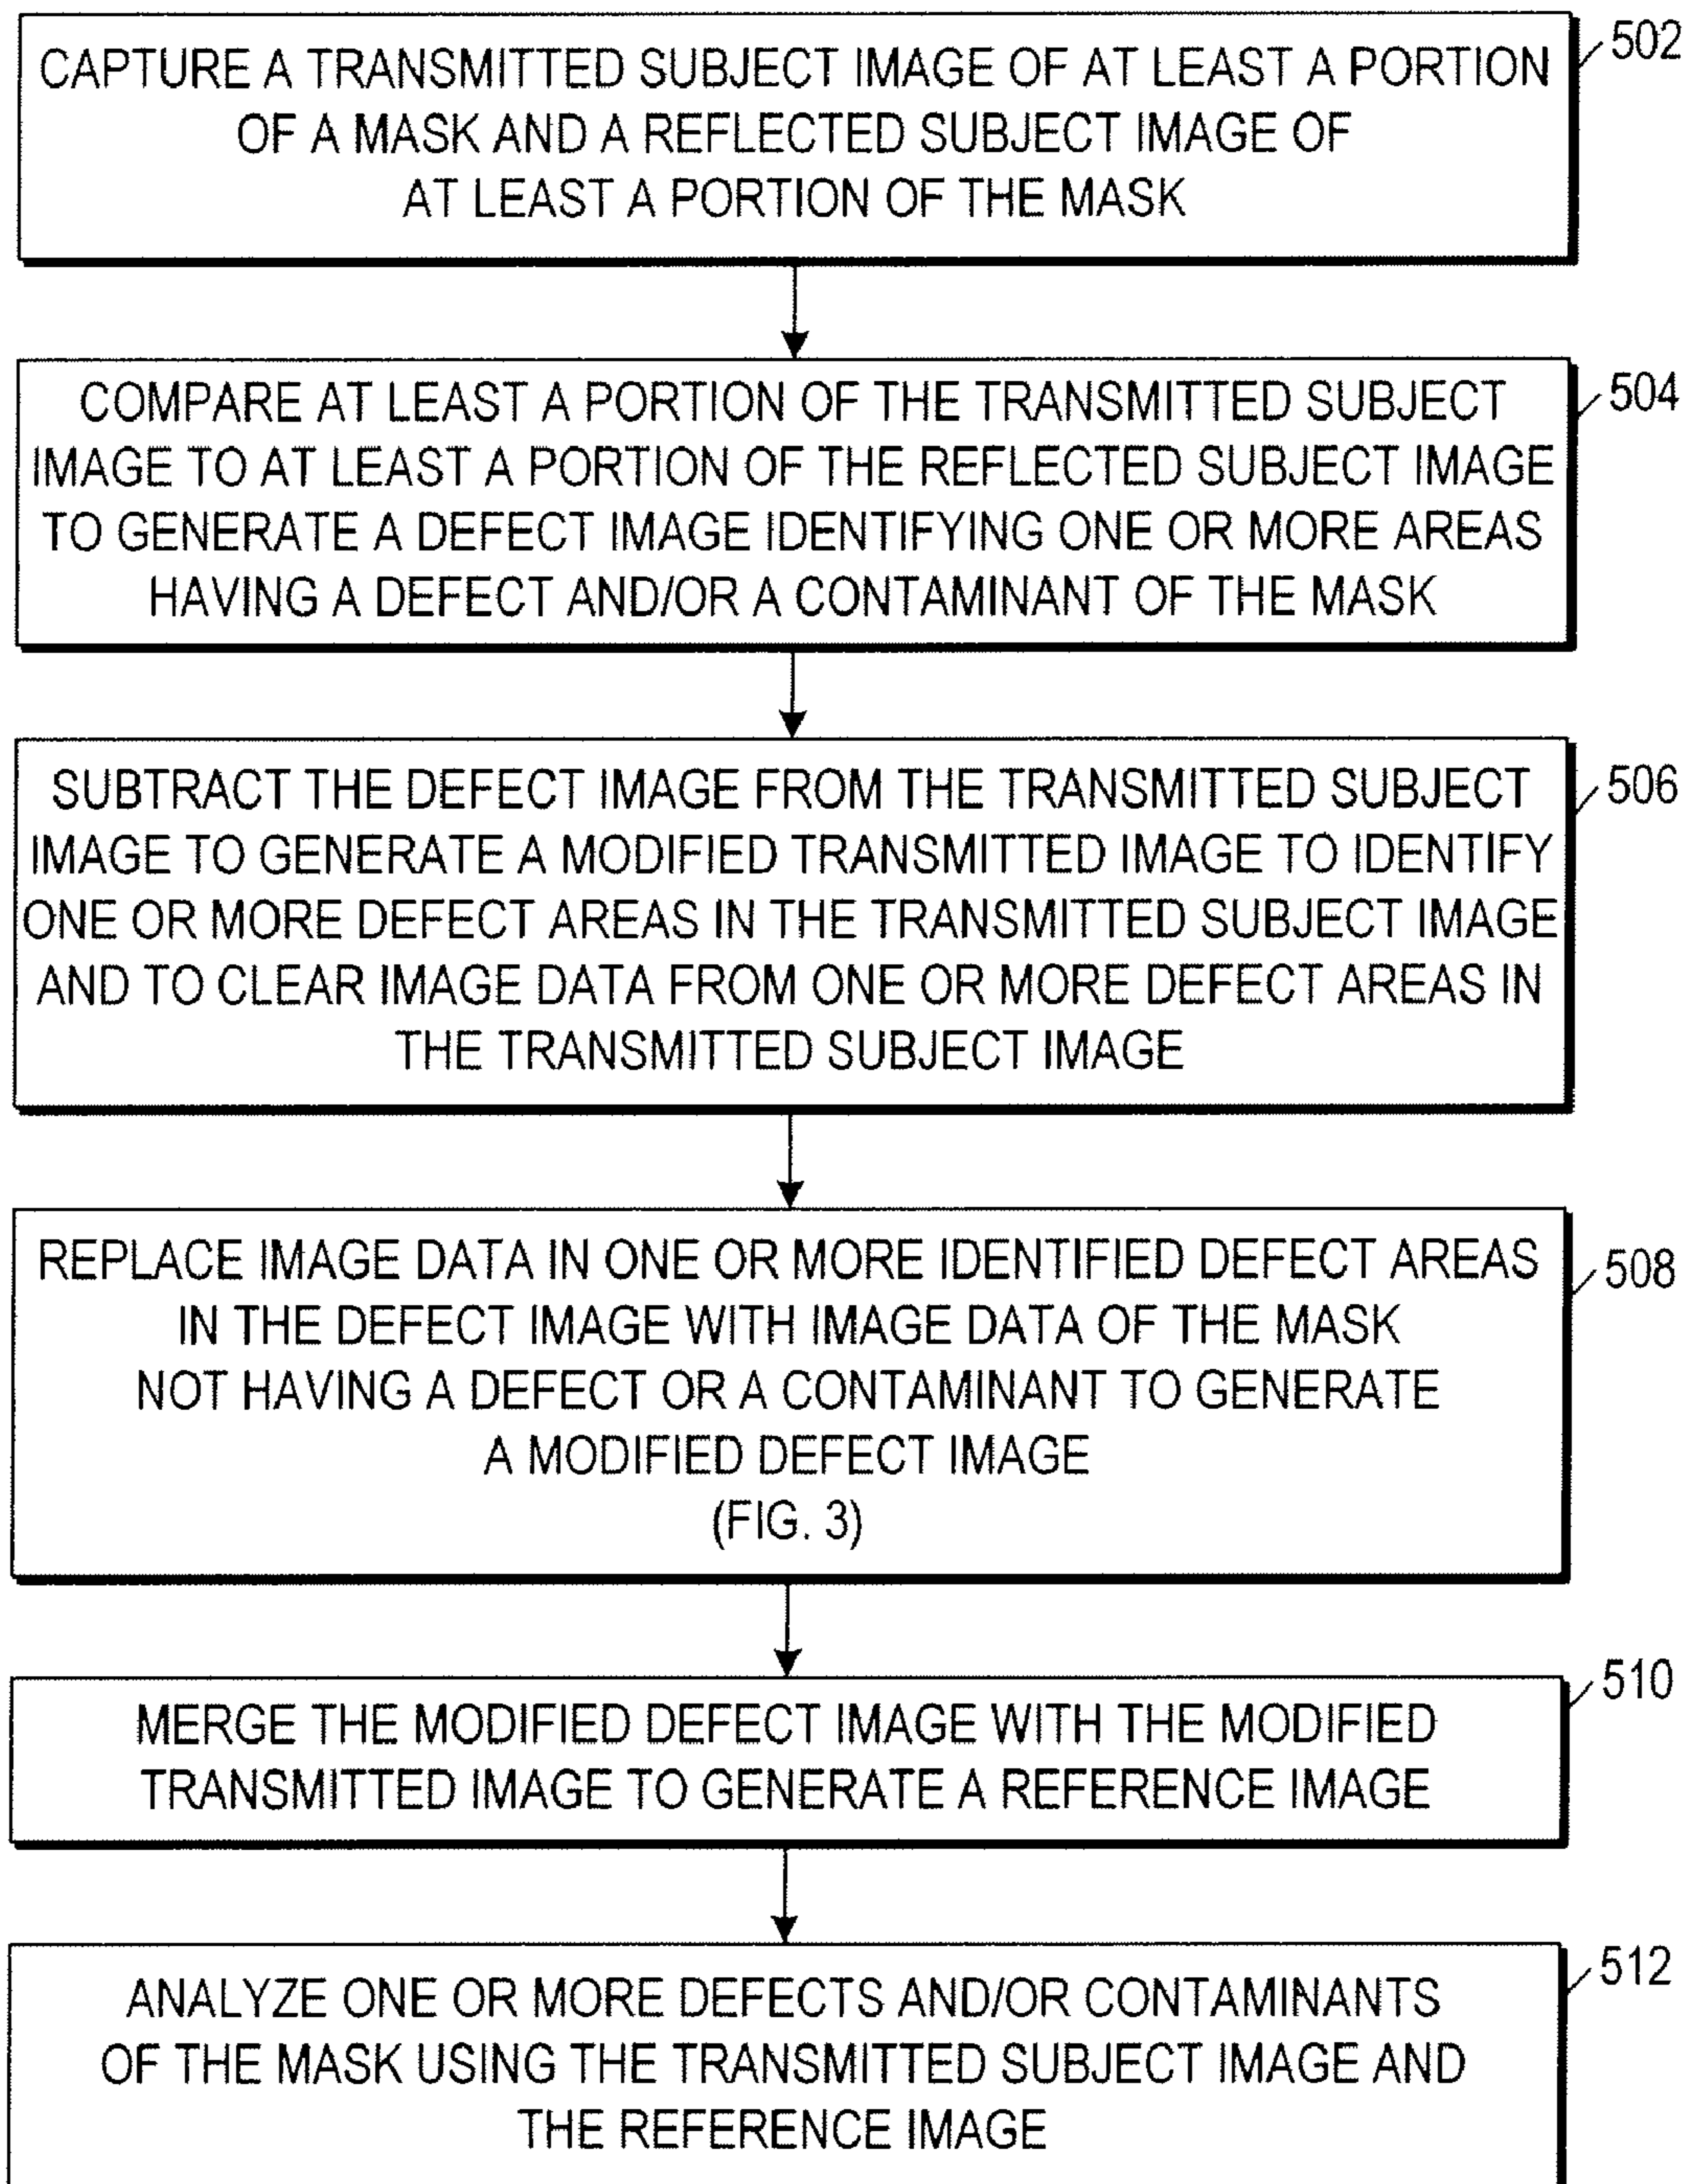 502
CAPTURE A TRANSMITTED SUBJECT IMAGE OF AT LEAST A PORTION
OF A MASK AND A REFLECTED SUBJECT IMAGE OF
AT LEAST A PORTION OF THE MASK
504
COMPARE AT LEAST A PORTION OF THE TRANSMITTED SUBJECT
IMAGE TO AT LEAST A PORTION OF THE REFLECTED SUBJECT IMAGE
TO GENERATE A DEFECT IMAGE IDENTIFYING ONE OR MORE AREAS
HAVING A DEFECT AND/OR A CONTAMINANT OF THE MASK
506
SUBTRACT THE DEFECT IMAGE FROM THE TRANSMITTED SUBJECT
IMAGE TO GENERATE A MODIFIED TRANSMITTED IMAGE TO IDENTIFY
ONE OR MORE DEFECT AREAS IN THE TRANSMITTED SUBJECT IMAGE
AND TO CLEAR IMAGE DATA FROM ONE OR MORE DEFECT AREAS IN
THE TRANSMITTED SUBJECT IMAGE
508
REPLACE IMAGE DATA IN ONE OR MORE IDENTIFIED DEFECT AREAS
IN THE DEFECT IMAGE WITH IMAGE DATA OF THE MASK
NOT HAVING A DEFECT OR A CONTAMINANT TO GENERATE
A MODIFIED DEFECT IMAGE
(FIG. 3)
510
MERGE THE MODIFIED DEFECT IMAGE WITH THE MODIFIED
TRANSMITTED IMAGE TO GENERATE A REFERENCE IMAGE
512
ANALYZE ONE OR MORE DEFECTS AND/OR CONTAMINANTS
OF THE MASK USING THE TRANSMITTED SUBJECT IMAGE AND
THE REFERENCE IMAGE